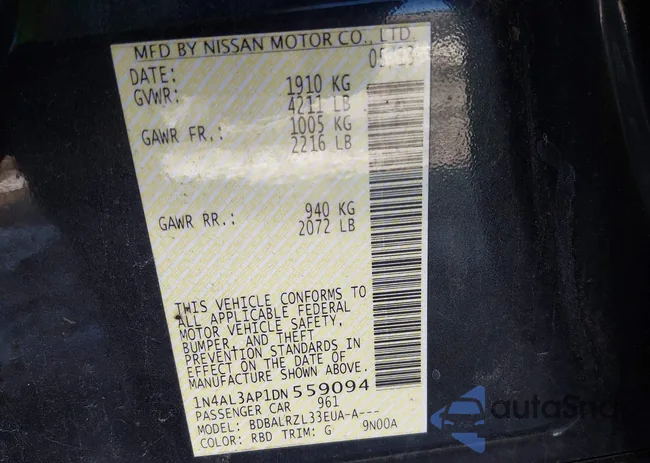 MFD BY NISSAN MOTOR CO., LTD.
DATE: 05/13
GVWR: 1910 KG
4211 LB
GAWR FR.: 1005 KG
2216 LB
GAWR RR.: 940 KG
2072 LB
THIS VEHICLE CONFORMS TO
ALL APPLICABLE FEDERAL
MOTOR VEHICLE SAFETY,
BUMPER, AND THEFT
PREVENTION STANDARDS IN
EFFECT ON THE DATE OF
MANUFACTURE SHOWN ABOVE.
1N4AL3AP1DN559094
PASSENGER CAR 961
MODEL: BDBALRZL33EUA-A---
COLOR: RBD TRIM: G 9N00A